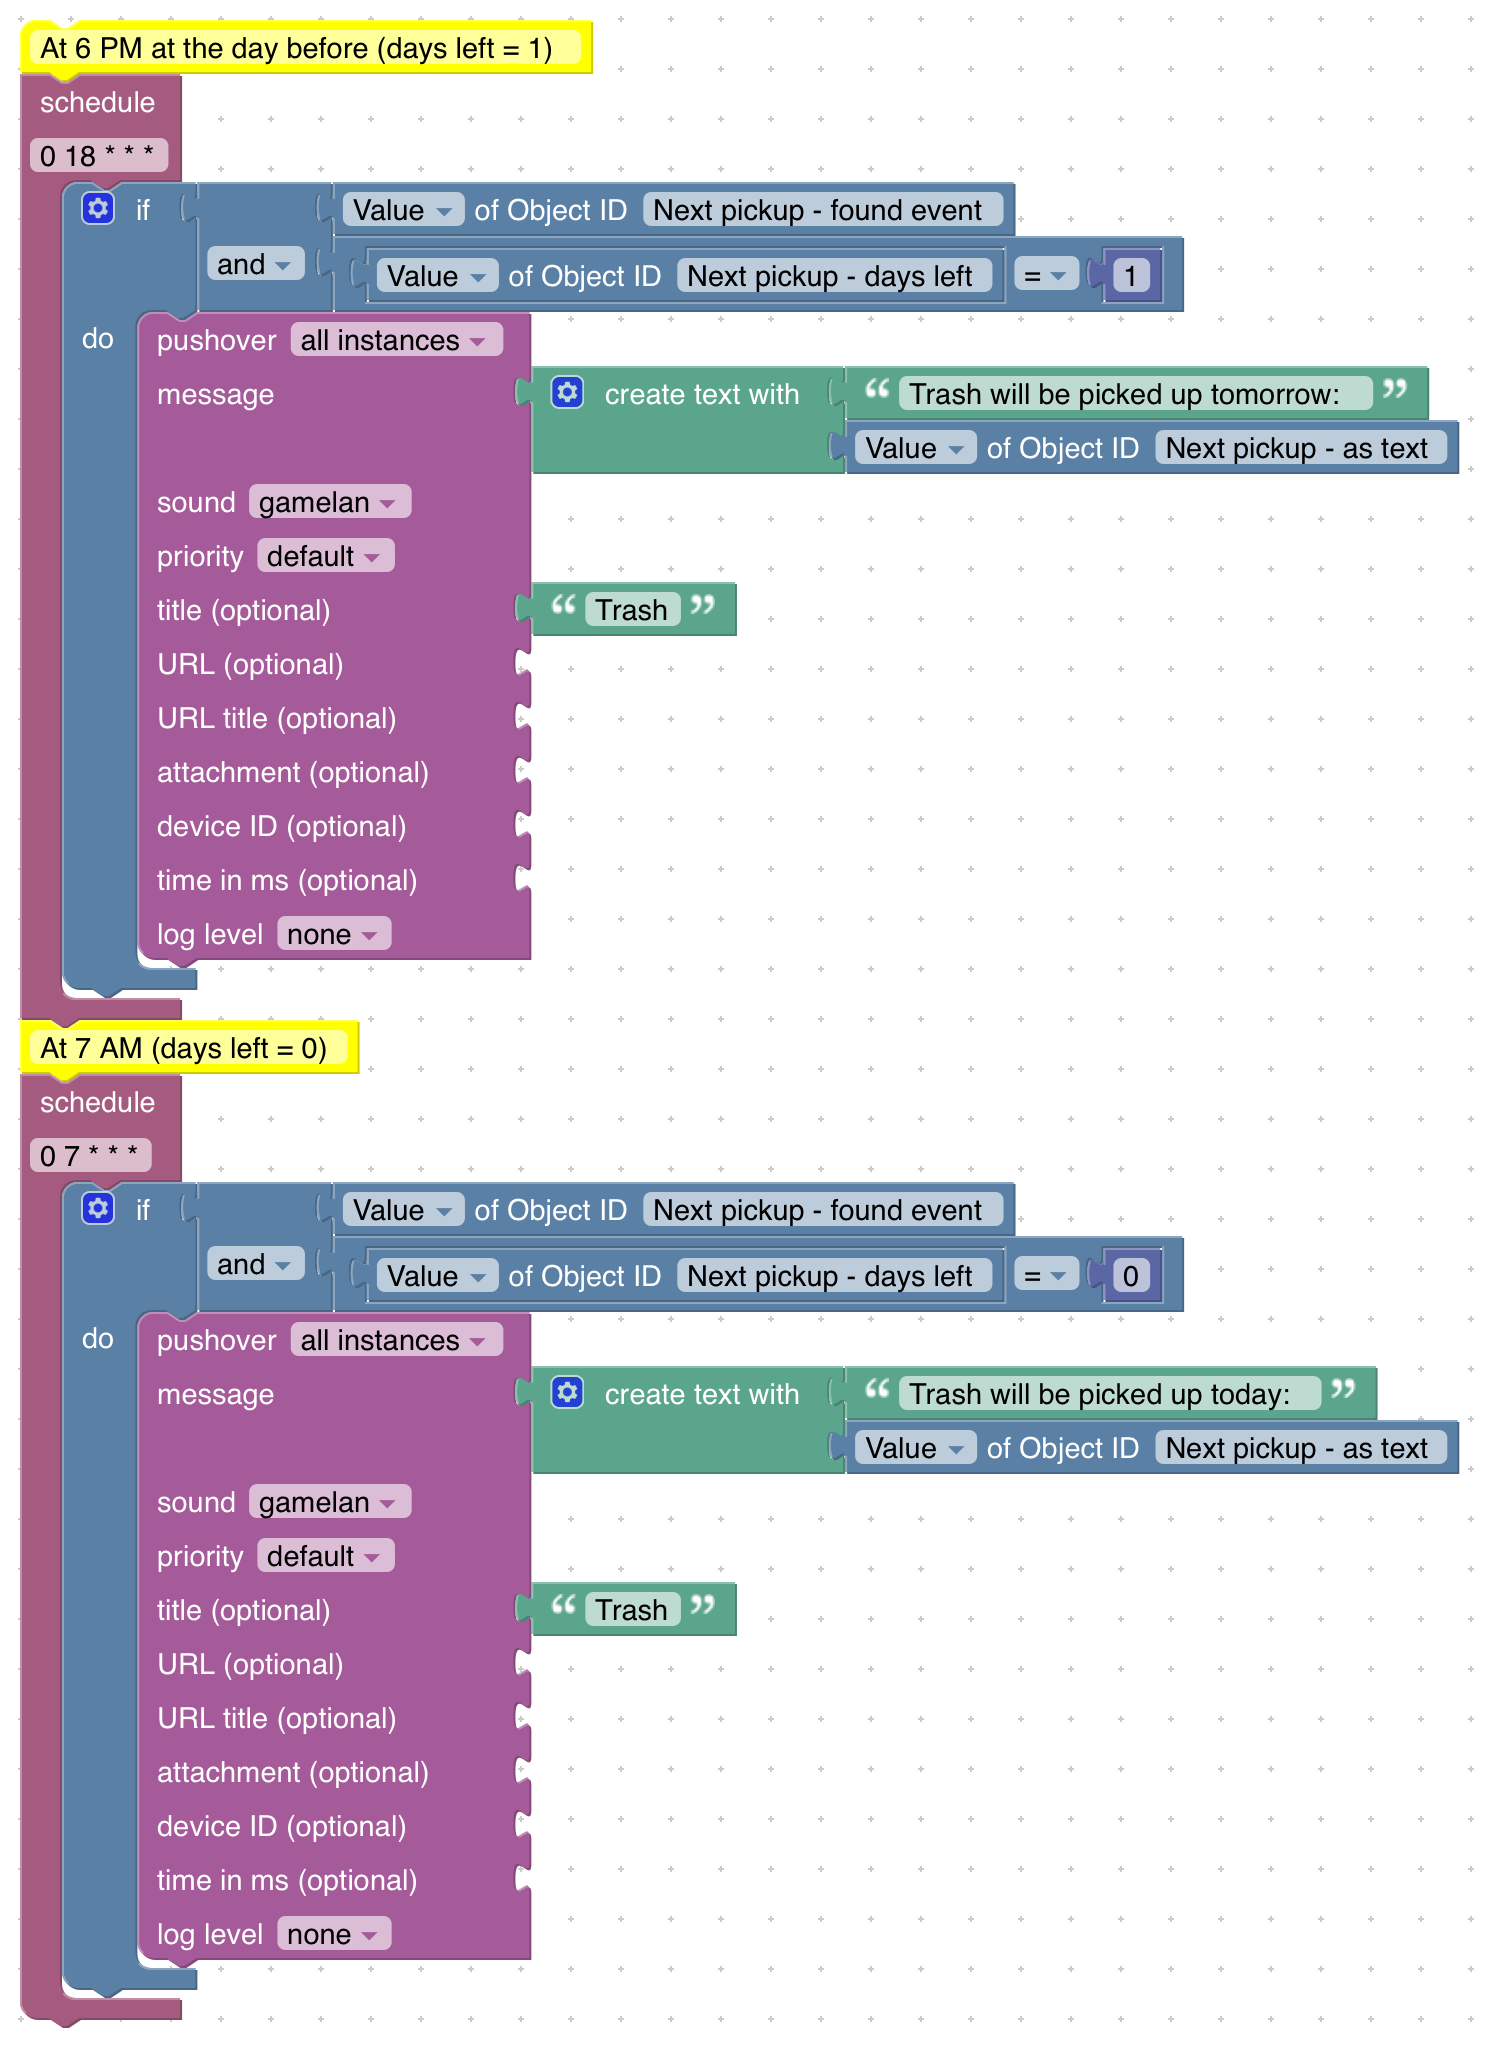 At 6 PM at the day before (days left = 1)
schedule
0 18 * * *
if Value of Object ID Next pickup - found event
and Value of Object ID Next pickup - days left = 1
do pushover all instances
message create text with “ Trash will be picked up tomorrow: ”
Value of Object ID Next pickup - as text
sound gamelan
priority default
title (optional) “ Trash ”
URL (optional)
URL title (optional)
attachment (optional)
device ID (optional)
time in ms (optional)
log level none
At 7 AM (days left = 0)
schedule
0 7 * * *
if Value of Object ID Next pickup - found event
and Value of Object ID Next pickup - days left = 0
do pushover all instances
message create text with “ Trash will be picked up today: ”
Value of Object ID Next pickup - as text
sound gamelan
priority default
title (optional) “ Trash ”
URL (optional)
URL title (optional)
attachment (optional)
device ID (optional)
time in ms (optional)
log level none